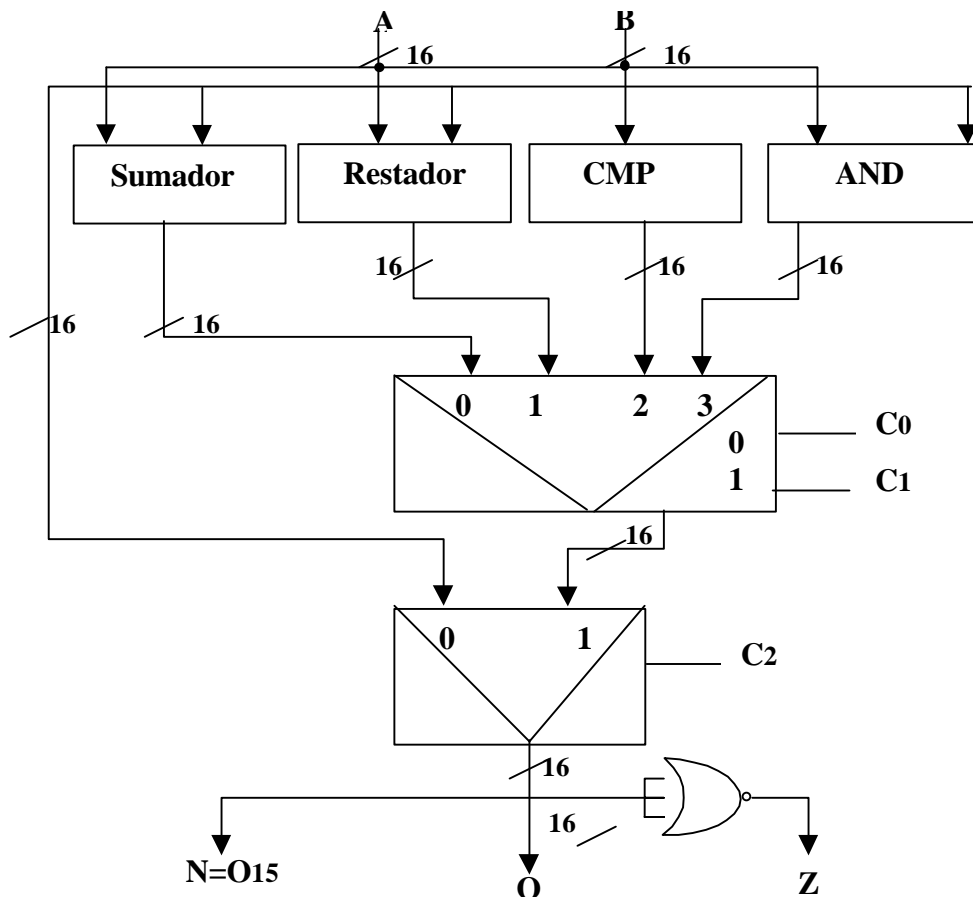 A B
16 16
Sumador Restador CMP AND
16 16 16
16 16
0 1 2 3
0 C0
1 C1
16
0 1
C2
16
16
N=O15 O Z